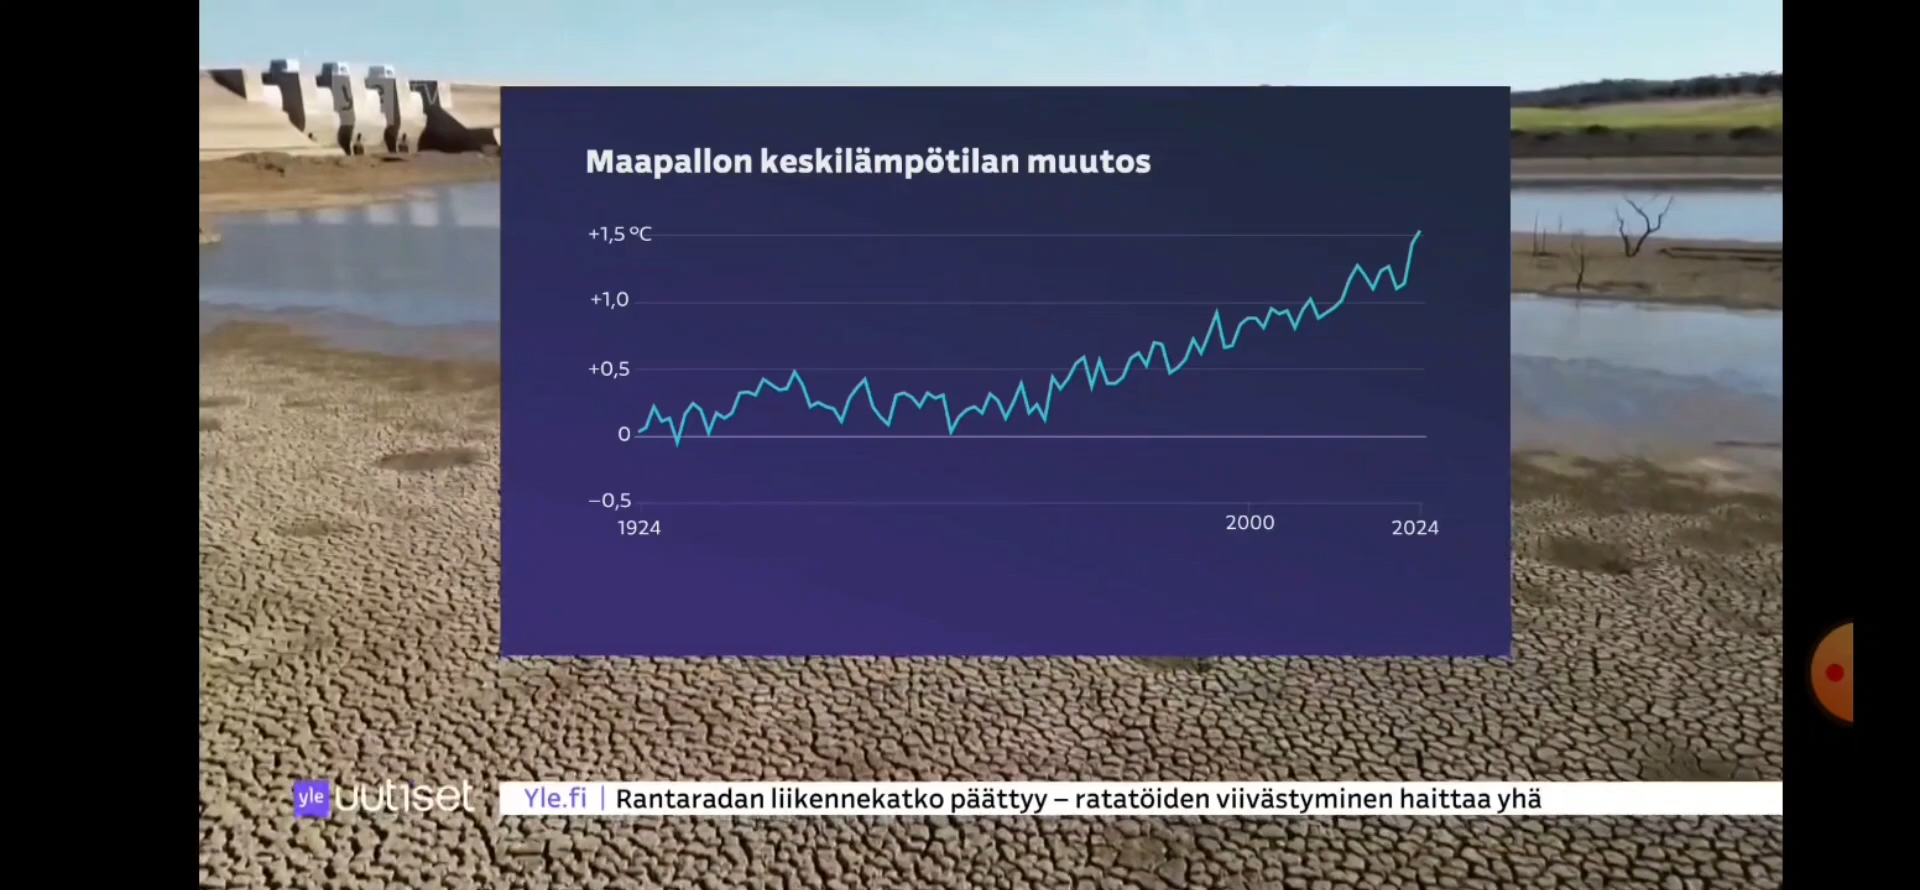 Maapallon keskilämpötilan muutos
+1,5 ºC
+1,0
+0,5
0
−0,5
1924
2000
2024
yle uutiset
Yle.fi | Rantaradan liikennekatko päättyy – ratatöiden viivästyminen haittaa yhä